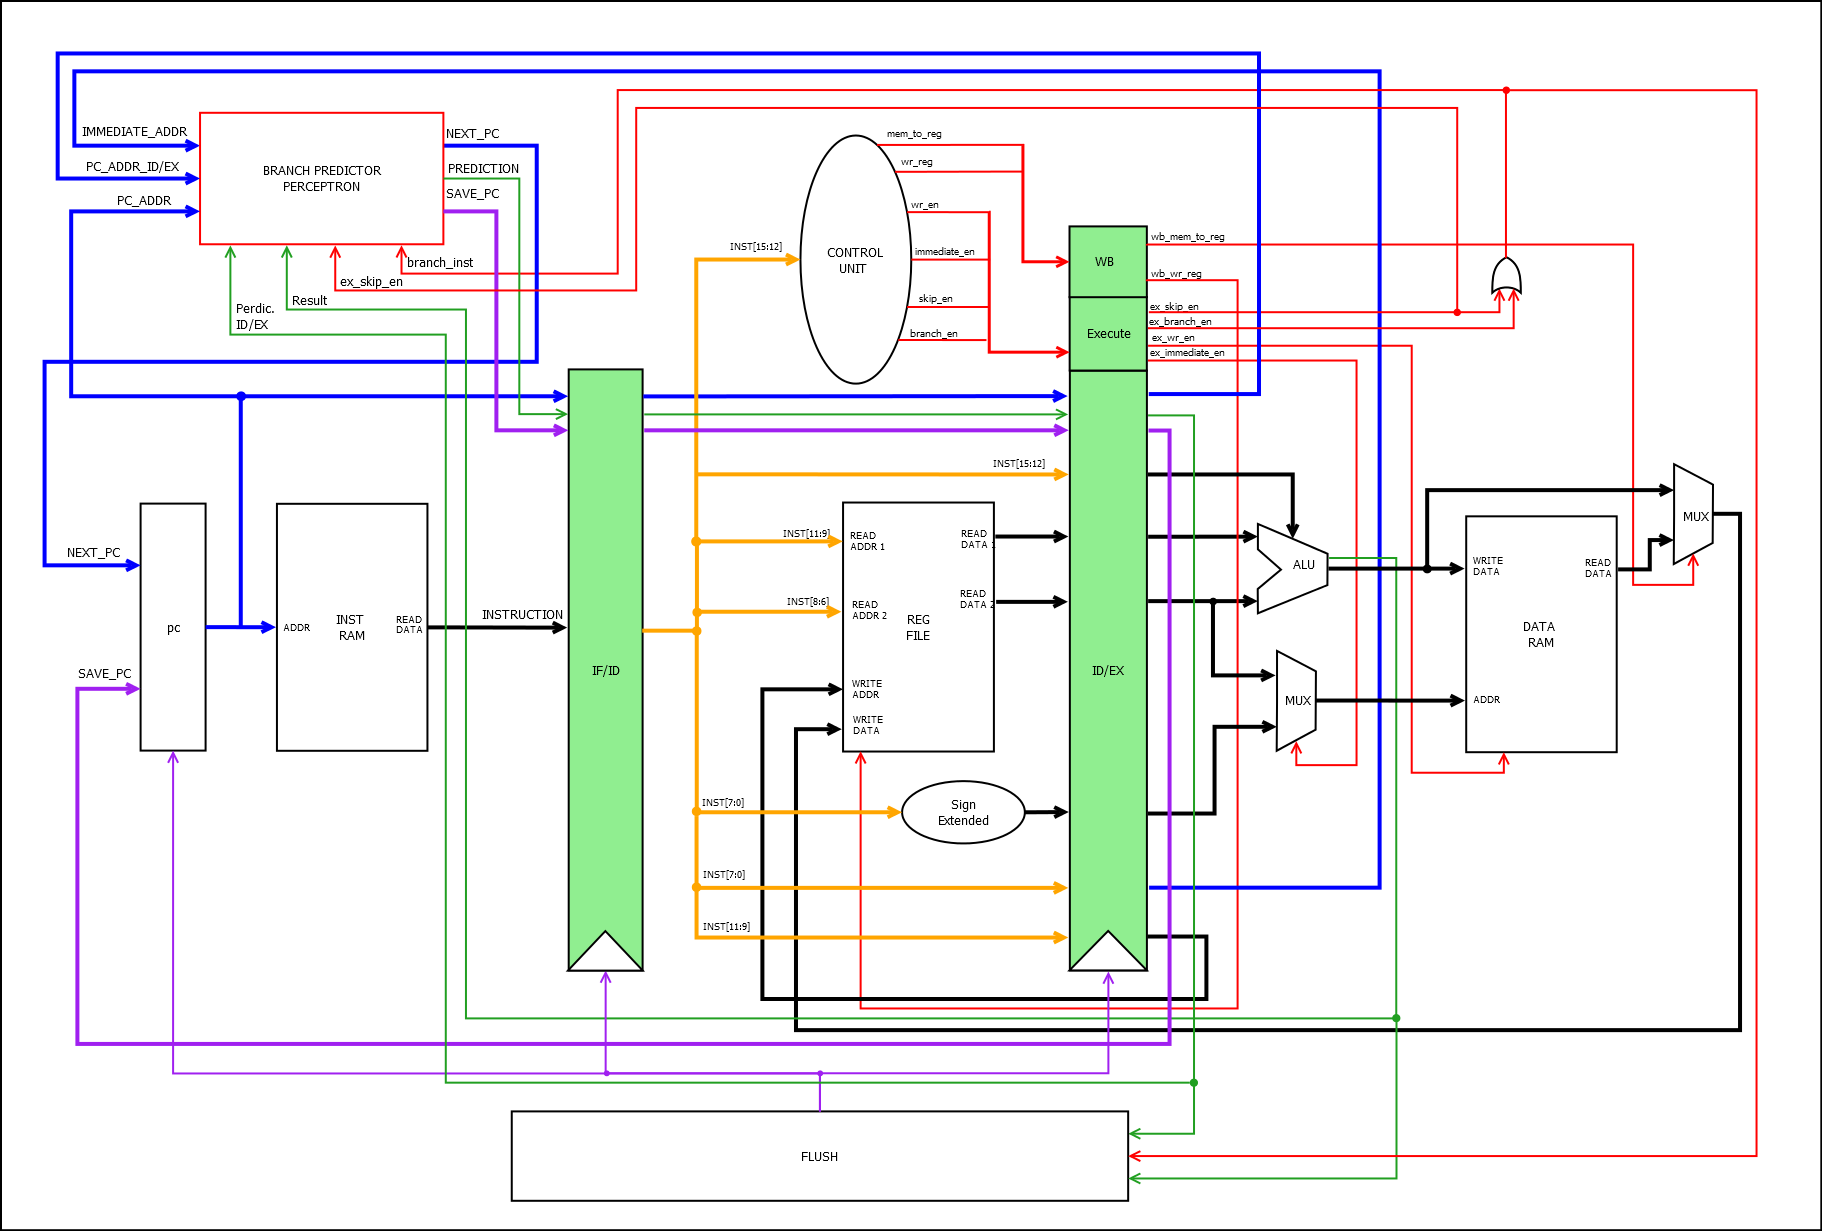 IMMEDIATE_ADDR
PC_ADDR_ID/EX
PC_ADDR
BRANCH PREDICTOR
PERCEPTRON
NEXT_PC
PREDICTION
SAVE_PC
branch_inst
ex_skip_en
Result
Perdic.
ID/EX
mem_to_reg
wr_reg
wr_en
immediate_en
skip_en
branch_en
INST[15:12]
CONTROL
UNIT
WB
Execute
wb_mem_to_reg
wb_wr_reg
ex_skip_en
ex_branch_en
ex_wr_en
ex_immediate_en
NEXT_PC
pc
SAVE_PC
ADDR
INST
RAM
READ
DATA
INSTRUCTION
IF/ID
INST[15:12]
INST[11:9]
INST[8:6]
READ
ADDR 1
READ
ADDR 2
READ
DATA 1
READ
DATA 2
REG
FILE
WRITE
ADDR
WRITE
DATA
INST[7:0]
Sign
Extended
INST[7:0]
INST[11:9]
ID/EX
ALU
MUX
WRITE
DATA
READ
DATA
DATA
RAM
ADDR
MUX
FLUSH